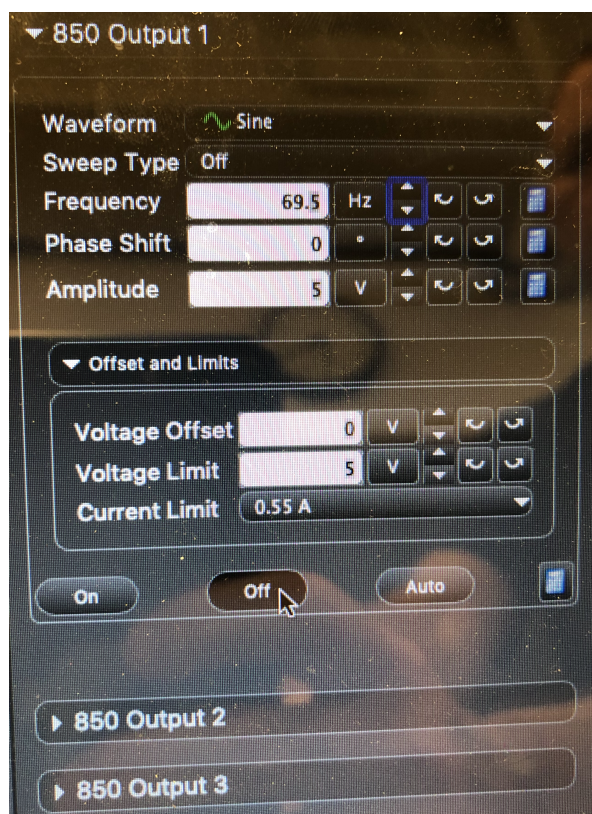 850 Output 1
Waveform Sine
Sweep Type Off
Frequency 69.5 Hz
Phase Shift 0 °
Amplitude 5 V
Offset and Limits
Voltage Offset 0 V
Voltage Limit 5 V
Current Limit 0.55 A
On Off Auto
850 Output 2
850 Output 3